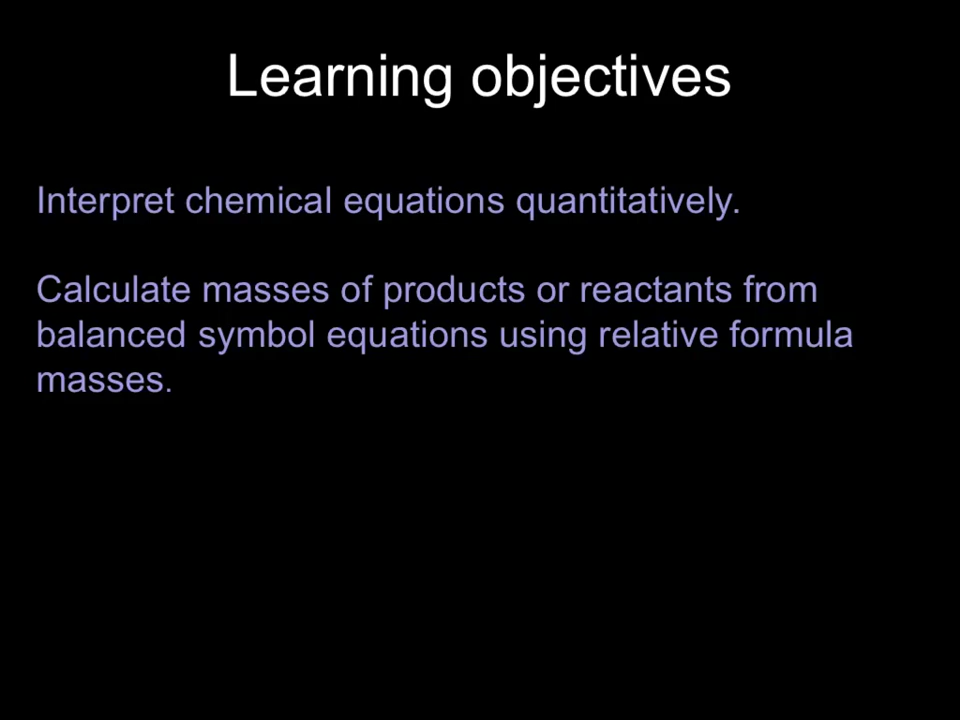 Learning objectives
Interpret chemical equations quantitatively.
Calculate masses of products or reactants from
balanced symbol equations using relative formula
masses.